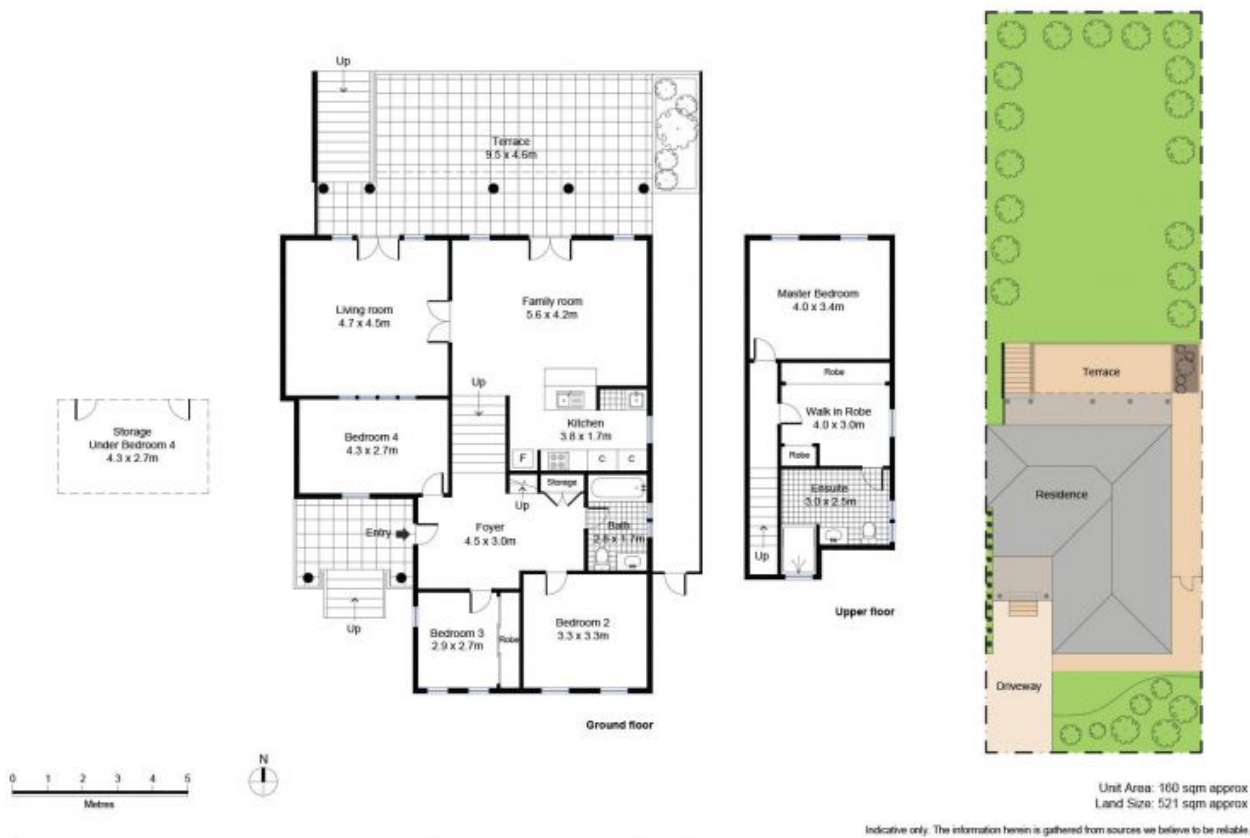 Up
Terrace
9.5 x 4.6m
Living room
4.7 x 4.5m
Family room
5.6 x 4.2m
Up
Kitchen
3.8 x 1.7m
F
C
C
Bedroom 4
4.3 x 2.7m
Storage
Up
Entry
Foyer
4.5 x 3.0m
Bath
2.8 x 1.7m
Up
Bedroom 3
2.9 x 2.7m
Robe
Bedroom 2
3.3 x 3.3m
Ground floor
Storage
Under Bedroom 4
4.3 x 2.7m
Master Bedroom
4.0 x 3.4m
Robe
Walk in Robe
4.0 x 3.0m
Robe
Ensuite
3.0 x 2.5m
Up
Upper floor
Terrace
Residence
Driveway
0 1 2 3 4 5
Metres
N
Unit Area: 160 sqm approx
Land Size: 521 sqm approx
Indicative only. The information herein is gathered from sources we believe to be reliable